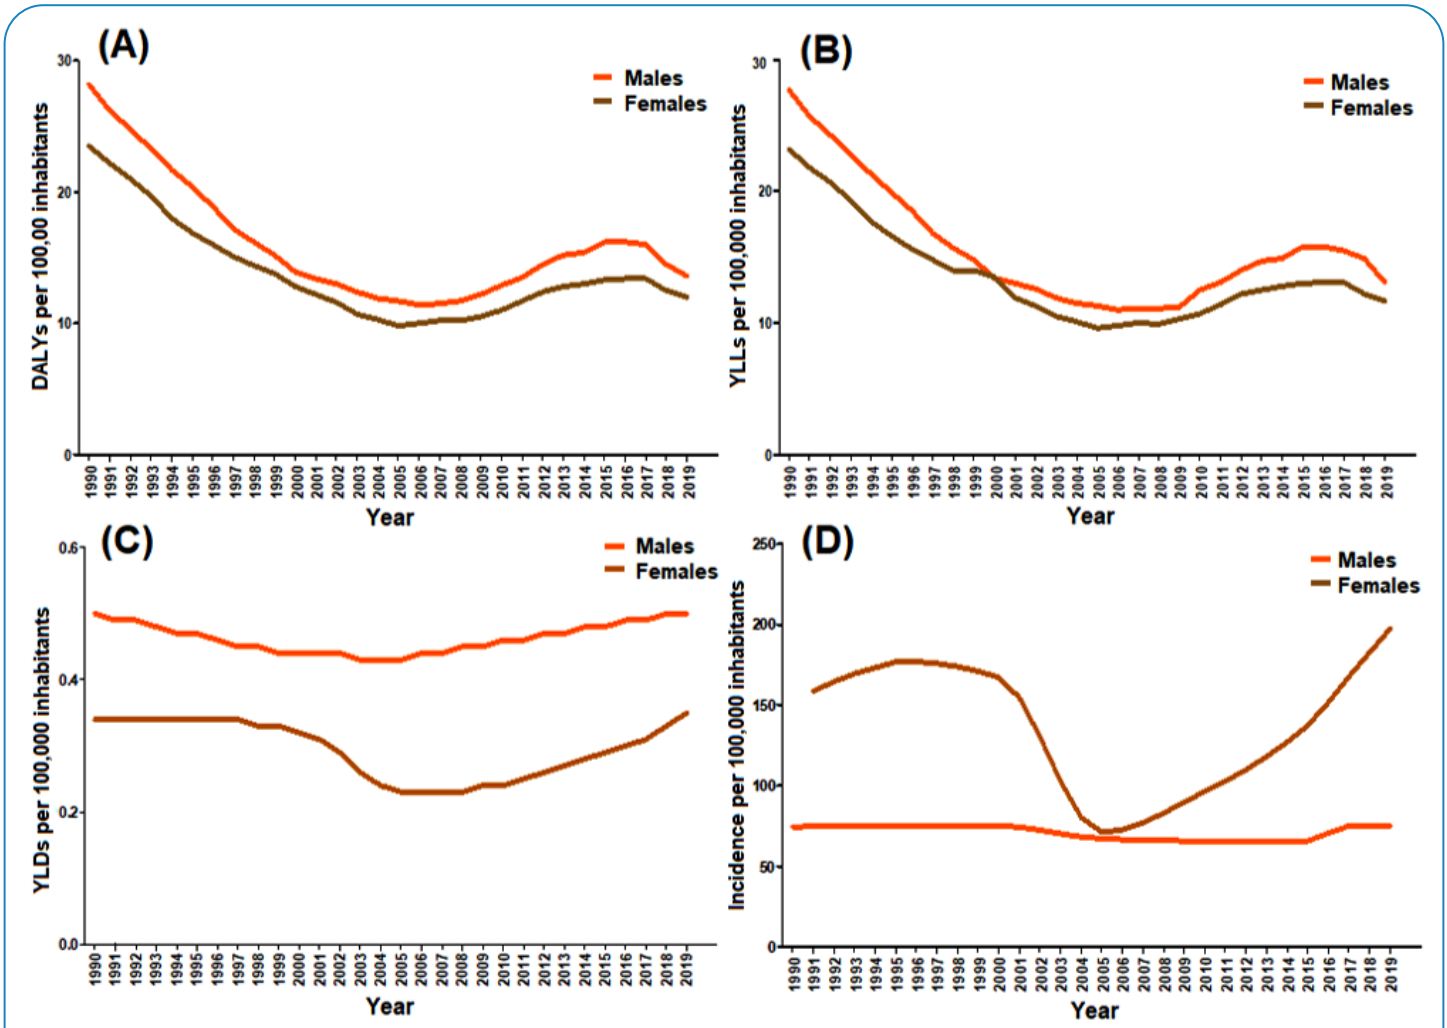 (A)
Males
Females
DALYs per 100,00 inhabitants
30
20
10
0
1990 1991 1992 1993 1994 1995 1996 1997 1998 1999 2000 2001 2002 2003 2004 2005 2006 2007 2008 2009 2010 2011 2012 2013 2014 2015 2016 2017 2018 2019
Year
(B)
Males
Females
YLLs per 100,000 inhabitants
30
20
10
0
1990 1991 1992 1993 1994 1995 1996 1997 1998 1999 2000 2001 2002 2003 2004 2005 2006 2007 2008 2009 2010 2011 2012 2013 2014 2015 2016 2017 2018 2019
Year
(C)
Males
Females
YLDs per 100,000 inhabitants
0.6
0.4
0.2
0.0
1990 1991 1992 1993 1994 1995 1996 1997 1998 1999 2000 2001 2002 2003 2004 2005 2006 2007 2008 2009 2010 2011 2012 2013 2014 2015 2016 2017 2018 2019
Year
(D)
Males
Females
Incidence per 100,000 inhabitants
250
200
150
100
50
0
1990 1991 1992 1993 1994 1995 1996 1997 1998 1999 2000 2001 2002 2003 2004 2005 2006 2007 2008 2009 2010 2011 2012 2013 2014 2015 2016 2017 2018 2019
Year